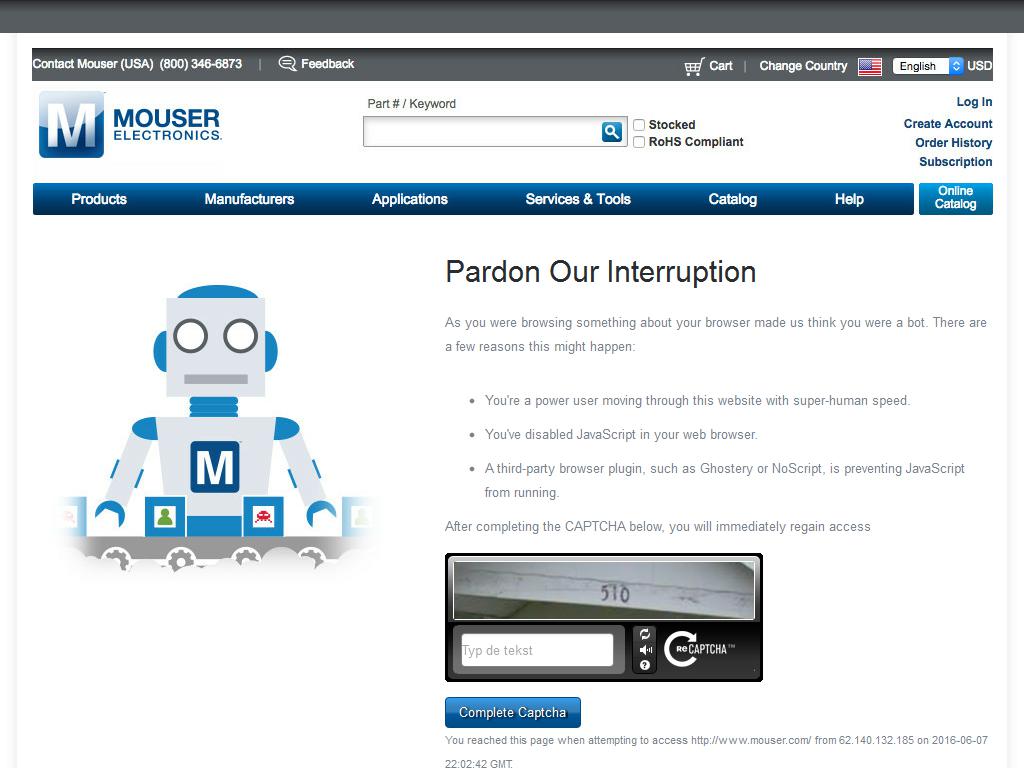 Contact Mouser (USA) (800) 346-6873 | Feedback
Cart | Change Country English USD
M MOUSER ELECTRONICS
Part # / Keyword
Stocked
RoHS Compliant
Log In
Create Account
Order History
Subscription
Products Manufacturers Applications Services & Tools Catalog Help Online Catalog
Pardon Our Interruption
As you were browsing something about your browser made us think you were a bot. There are
a few reasons this might happen:
• You're a power user moving through this website with super-human speed.
• You've disabled JavaScript in your web browser.
• A third-party browser plugin, such as Ghostery or NoScript, is preventing JavaScript
from running.
After completing the CAPTCHA below, you will immediately regain access
M
510
Typ de tekst
reCAPTCHA™
Complete Captcha
You reached this page when attempting to access http://www.mouser.com/ from 62.140.132.185 on 2016-06-07
22:02:42 GMT.